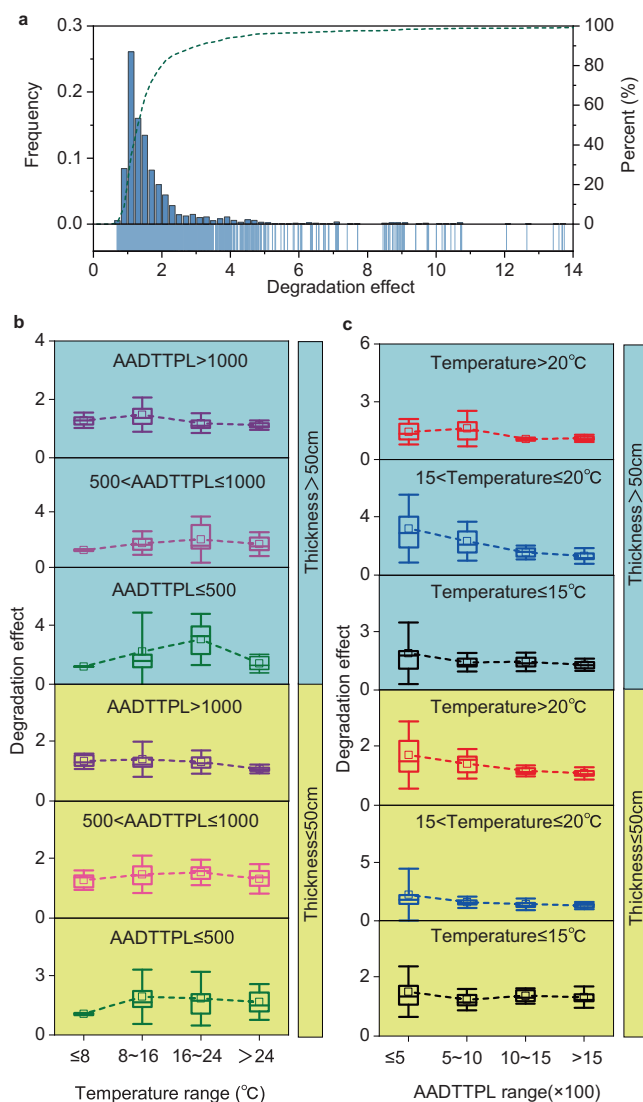 a
0.3
0.2
0.1
0.0
Frequency
100
80
60
40
20
0
Percent (%)
0
2
4
6
8
10
12
14
Degradation effect
b
Degradation effect
4
2
0
AADTTPL>1000
4
0
500<AADTTPL≤1000
4
0
AADTTPL≤500
2
0
AADTTPL>1000
2
0
500<AADTTPL≤1000
3
0
AADTTPL≤500
Thickness>50cm
Thickness≤50cm
≤8
8~16
16~24
>24
Temperature range (℃)
c
Degradation effect
6
3
0
Temperature>20℃
4
0
15<Temperature≤20℃
3
0
Temperature≤15℃
2
0
Temperature>20℃
5
0
15<Temperature≤20℃
2
0
Temperature≤15℃
Thickness>50cm
Thickness≤50cm
≤5
5~10
10~15
>15
AADTTPL range(×100)